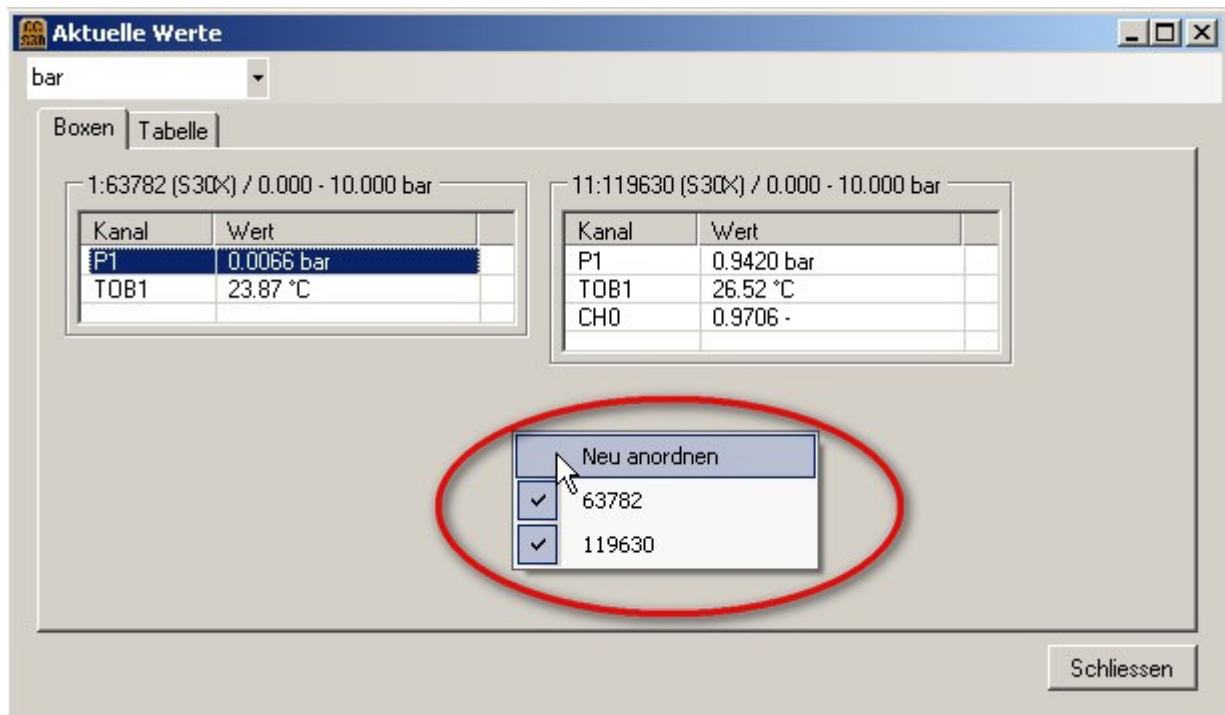 Aktuelle Werte
bar
Boxen Tabelle
1:63782 (S30X) / 0.000 - 10.000 bar
Kanal Wert
P1 0.0066 bar
TOB1 23.87 °C
11:119630 (S30X) / 0.000 - 10.000 bar
Kanal Wert
P1 0.9420 bar
TOB1 26.52 °C
CH0 0.9706 -
Neu anordnen
63782
119630
Schliessen